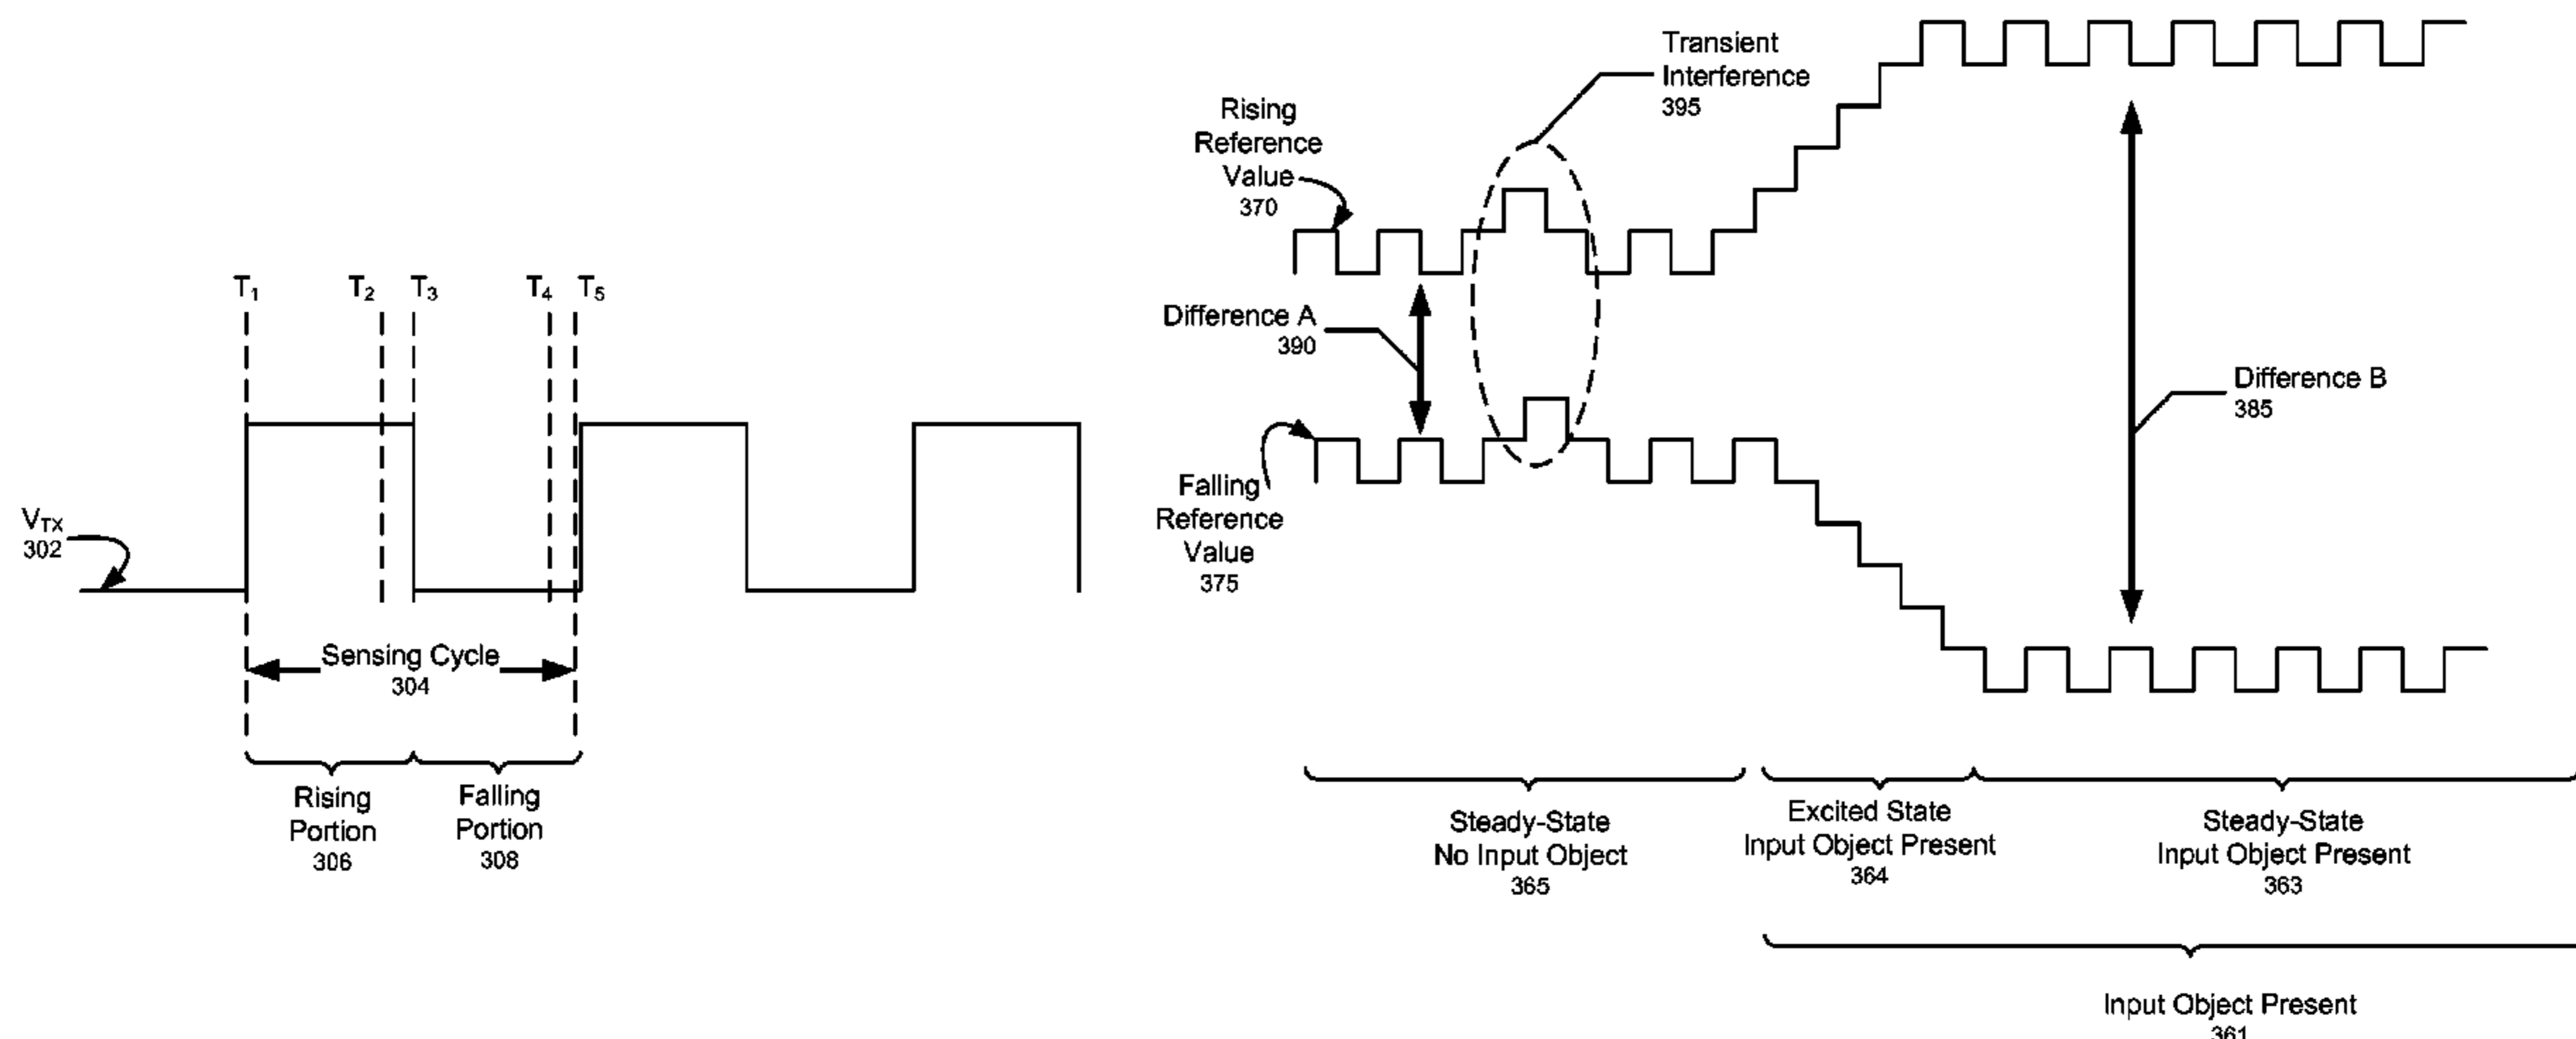 T1
T2
T3
T4
T5
VTX
302
Sensing Cycle
304
Rising
Portion
306
Falling
Portion
308
Transient
Interference
395
Rising
Reference
Value
370
Difference A
390
Difference B
385
Falling
Reference
Value
375
Steady-State
No Input Object
365
Excited State
Input Object Present
364
Steady-State
Input Object Present
363
Input Object Present
361